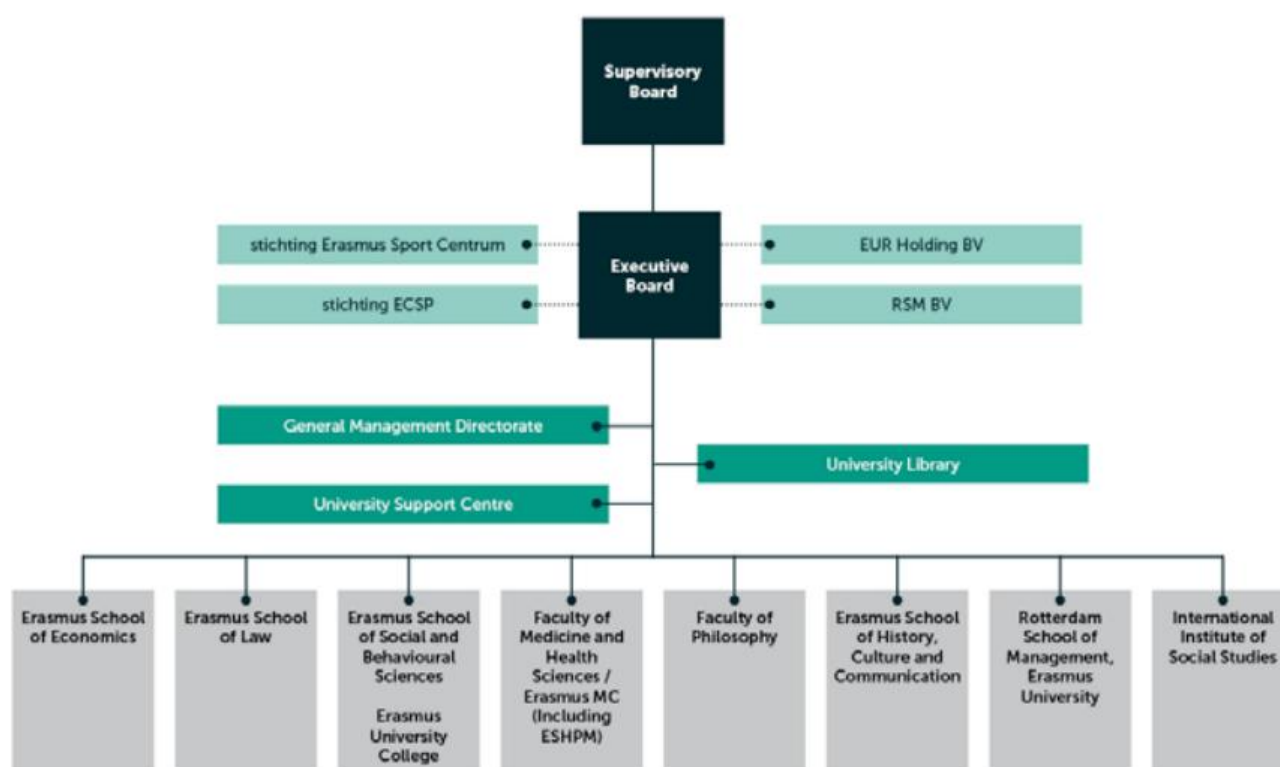 Supervisory
Board
stichting Erasmus Sport Centrum
EUR Holding BV
Executive
Board
stichting ECSP
RSM BV
General Management Directorate
University Library
University Support Centre
Erasmus School
of Economics
Erasmus School
of Law
Erasmus School
of Social and
Behavioural
Sciences
Erasmus
University
College
Faculty of
Medicine and
Health
Sciences /
Erasmus MC
(Including
ESHPM)
Faculty of
Philosophy
Erasmus School
of History,
Culture and
Communication
Rotterdam
School of
Management,
Erasmus
University
International
Institute of
Social Studies